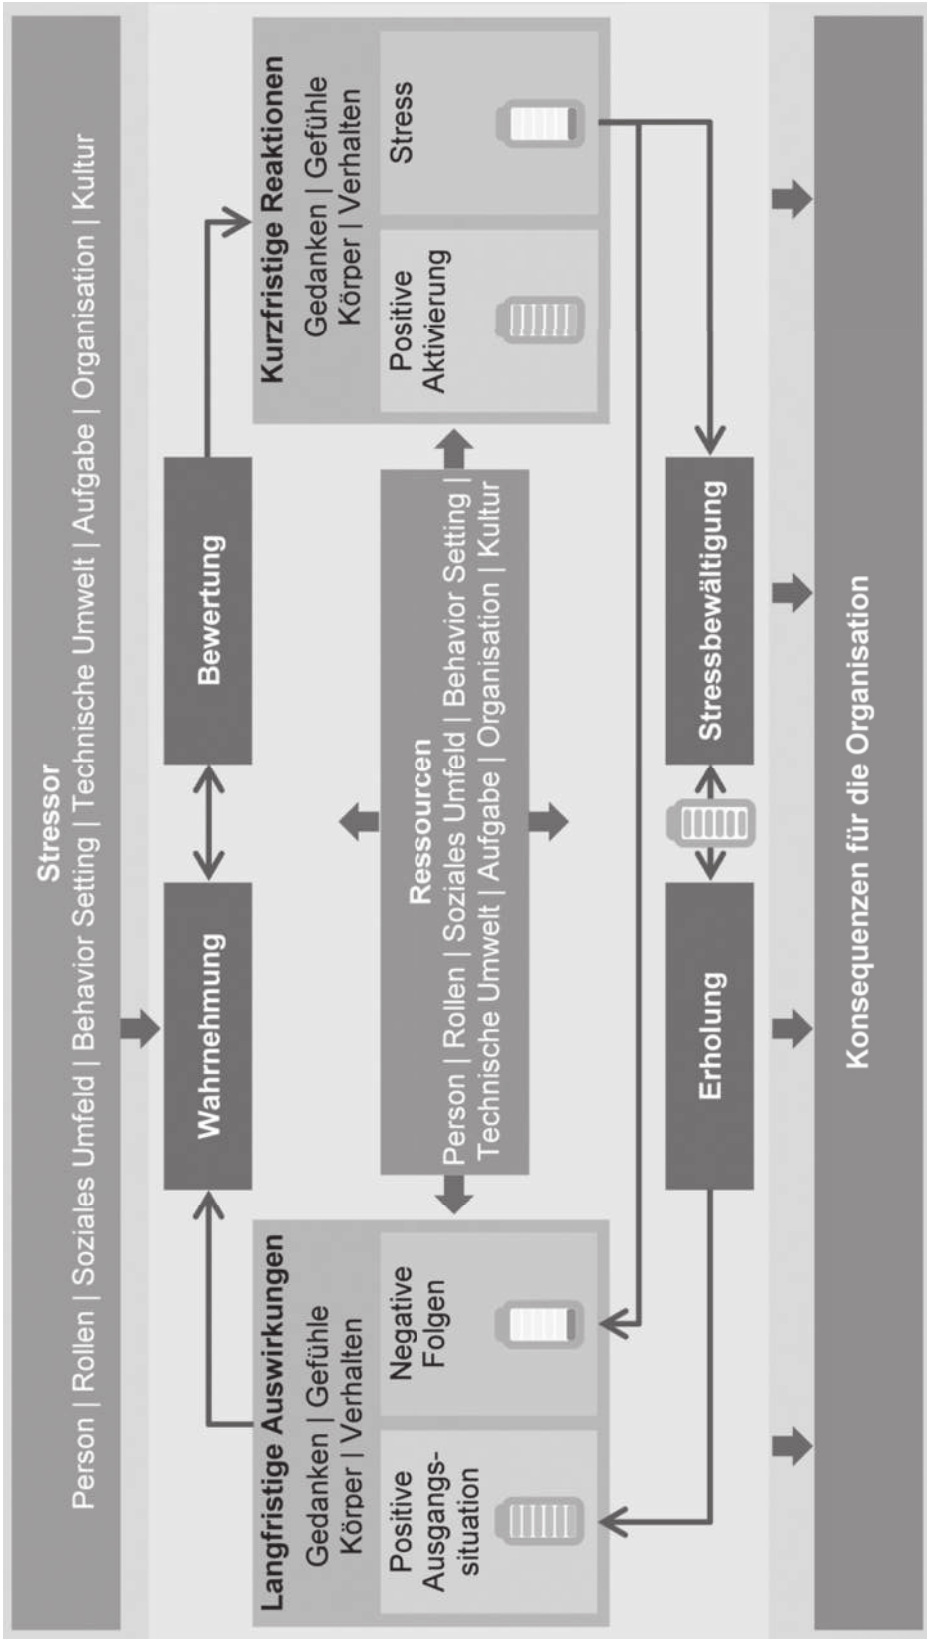 Stressor
Person | Rollen | Soziales Umfeld | Behavior Setting | Technische Umwelt | Aufgabe | Organisation | Kultur
Wahrnehmung
Bewertung
Langfristige Auswirkungen
Gedanken | Gefühle
Körper | Verhalten
Positive
Ausgangs-
situation
Negative
Folgen
Ressourcen
Person | Rollen | Soziales Umfeld | Behavior Setting |
Technische Umwelt | Aufgabe | Organisation | Kultur
Kurzfristige Reaktionen
Gedanken | Gefühle
Körper | Verhalten
Positive
Aktivierung
Stress
Erholung
Stressbewältigung
Konsequenzen für die Organisation